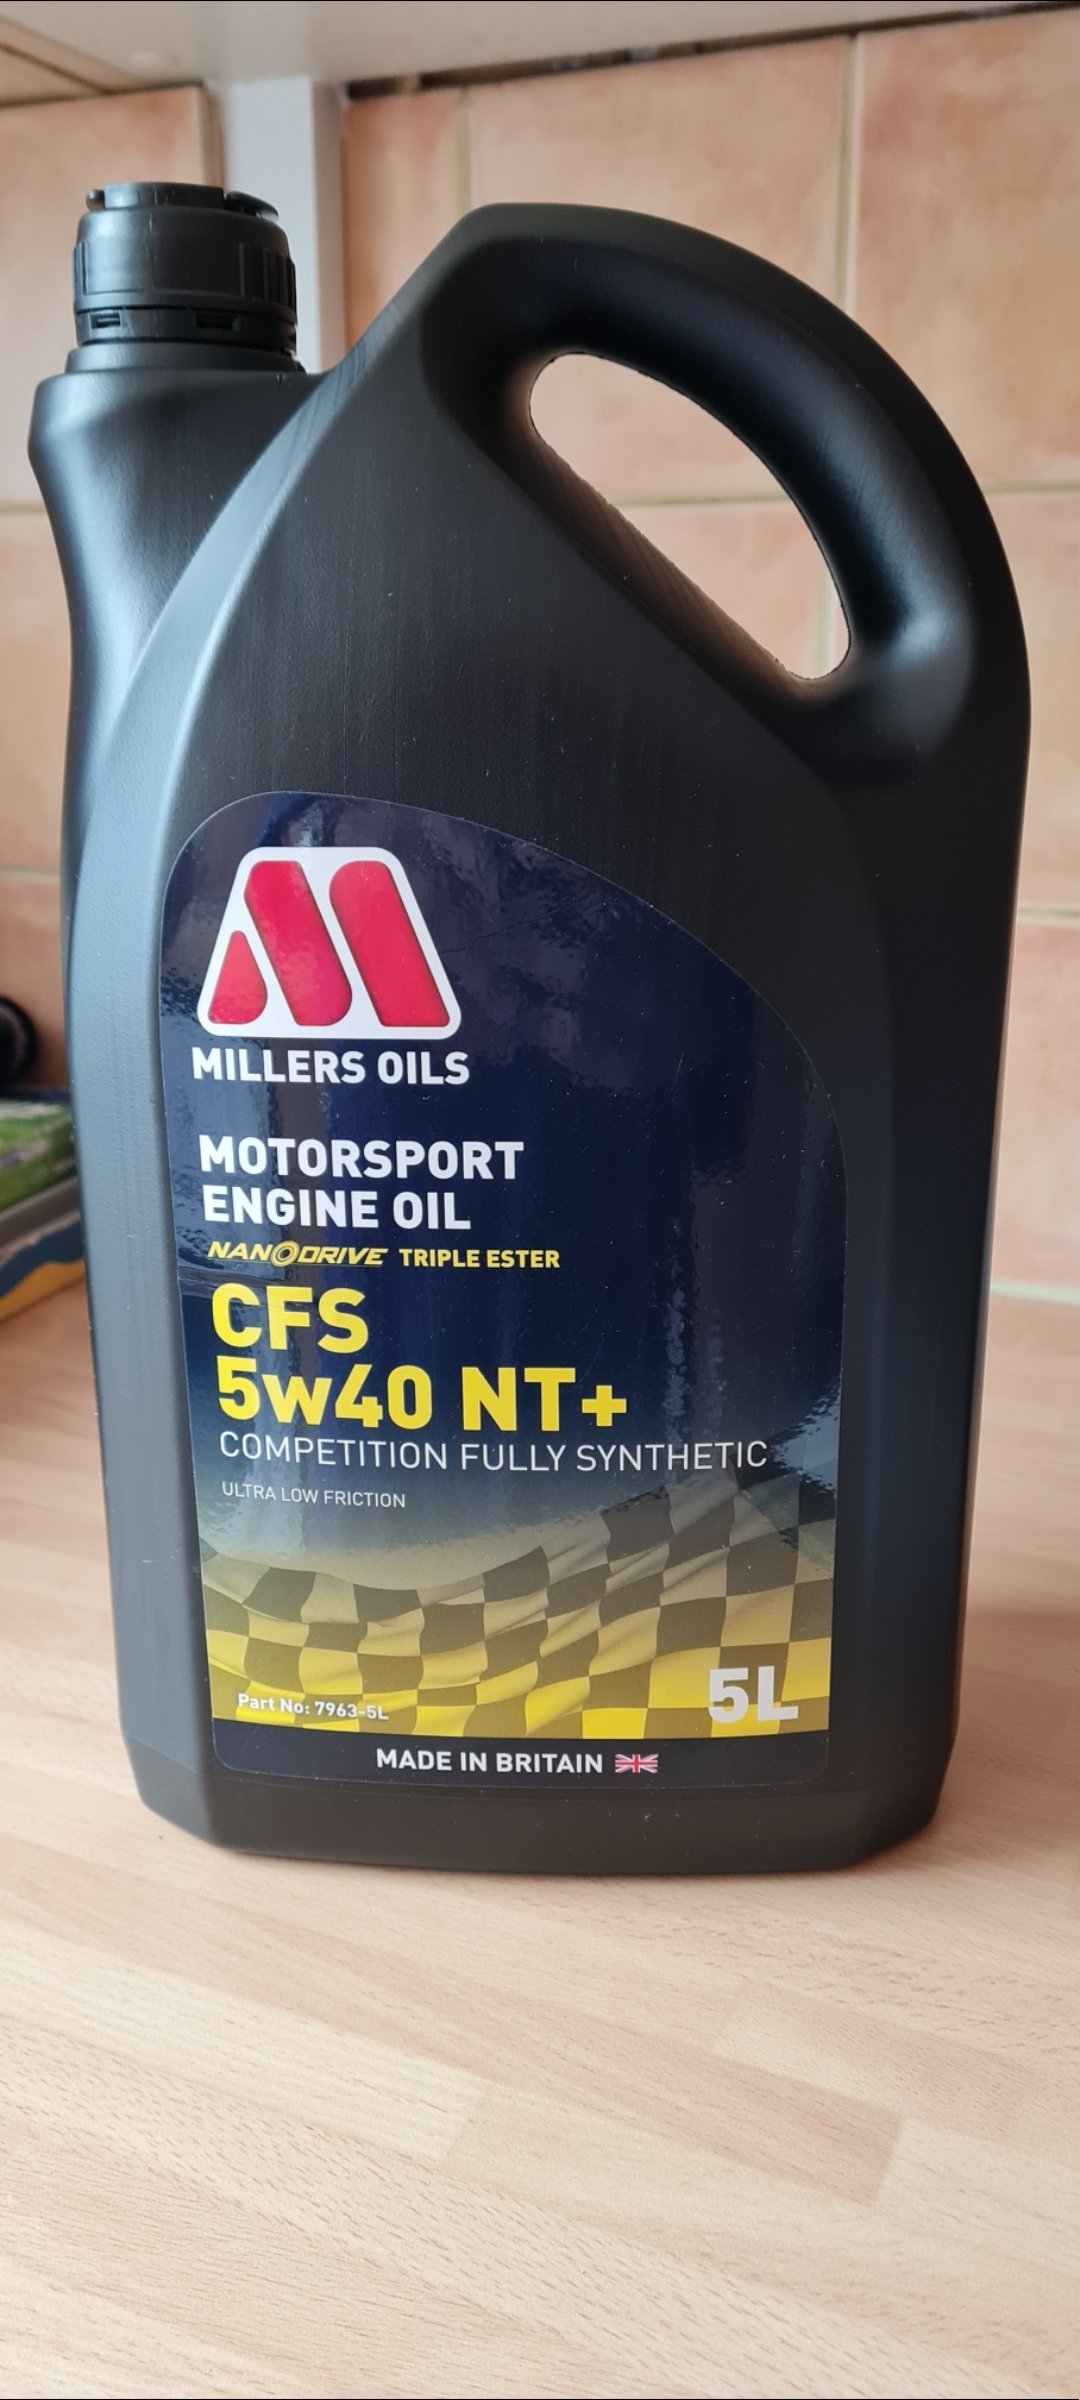 MILLERS OILS
MOTORSPORT
ENGINE OIL
NANODRIVE TRIPLE ESTER
CFS
5w40 NT+
COMPETITION FULLY SYNTHETIC
ULTRA LOW FRICTION
Part No: 7963-5L
5L
MADE IN BRITAIN